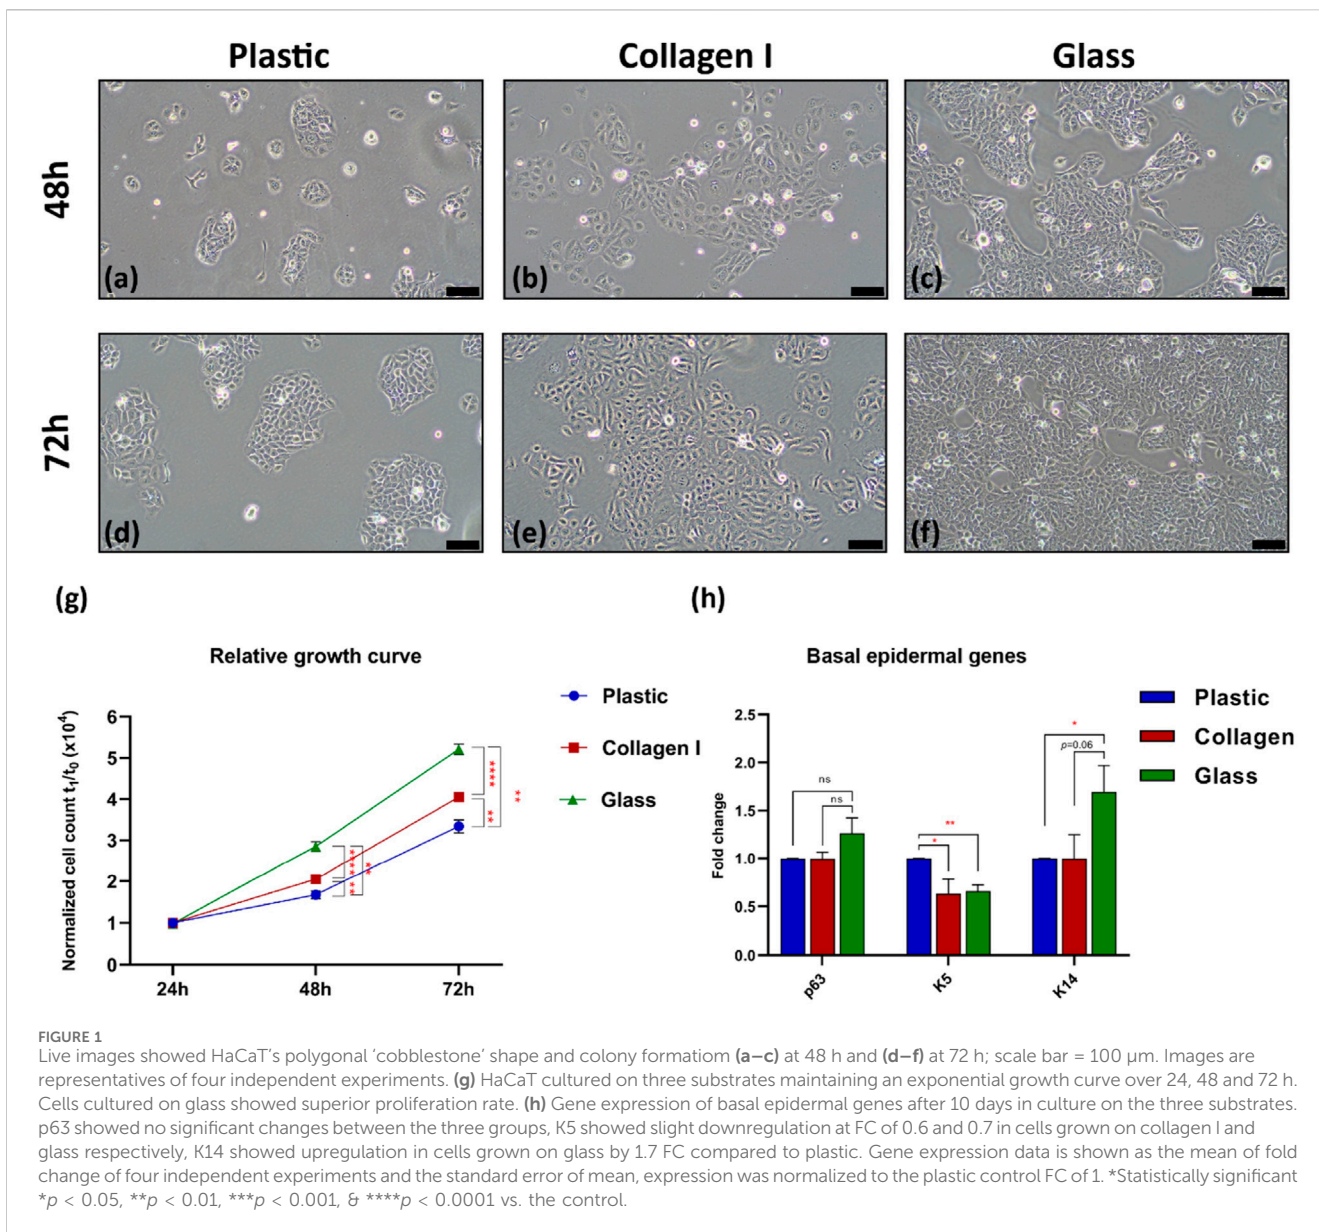 Plastic
Collagen I
Glass
48h
(a)
(b)
(c)
72h
(d)
(e)
(f)
(g)
(h)
Relative growth curve
Normalized cell count t1/t0 (x10⁴)
6
5
4
3
2
1
0
24h
48h
72h
****
**
**
****
**
**
Plastic
Collagen I
Glass
Basal epidermal genes
Fold change
2.5
2.0
1.5
1.0
0.5
0.0
ns
ns
**
*
*
p=0.06
p63
K5
K14
Plastic
Collagen
Glass
FIGURE 1
Live images showed HaCaT’s polygonal ‘cobblestone’ shape and colony formatiom (a–c) at 48 h and (d–f) at 72 h; scale bar = 100 µm. Images are
representatives of four independent experiments. (g) HaCaT cultured on three substrates maintaining an exponential growth curve over 24, 48 and 72 h.
Cells cultured on glass showed superior proliferation rate. (h) Gene expression of basal epidermal genes after 10 days in culture on the three substrates.
p63 showed no significant changes between the three groups, K5 showed slight downregulation at FC of 0.6 and 0.7 in cells grown on collagen I and
glass respectively, K14 showed upregulation in cells grown on glass by 1.7 FC compared to plastic. Gene expression data is shown as the mean of fold
change of four independent experiments and the standard error of mean, expression was normalized to the plastic control FC of 1. *Statistically significant
*p < 0.05, **p < 0.01, ***p < 0.001, & ****p < 0.0001 vs. the control.